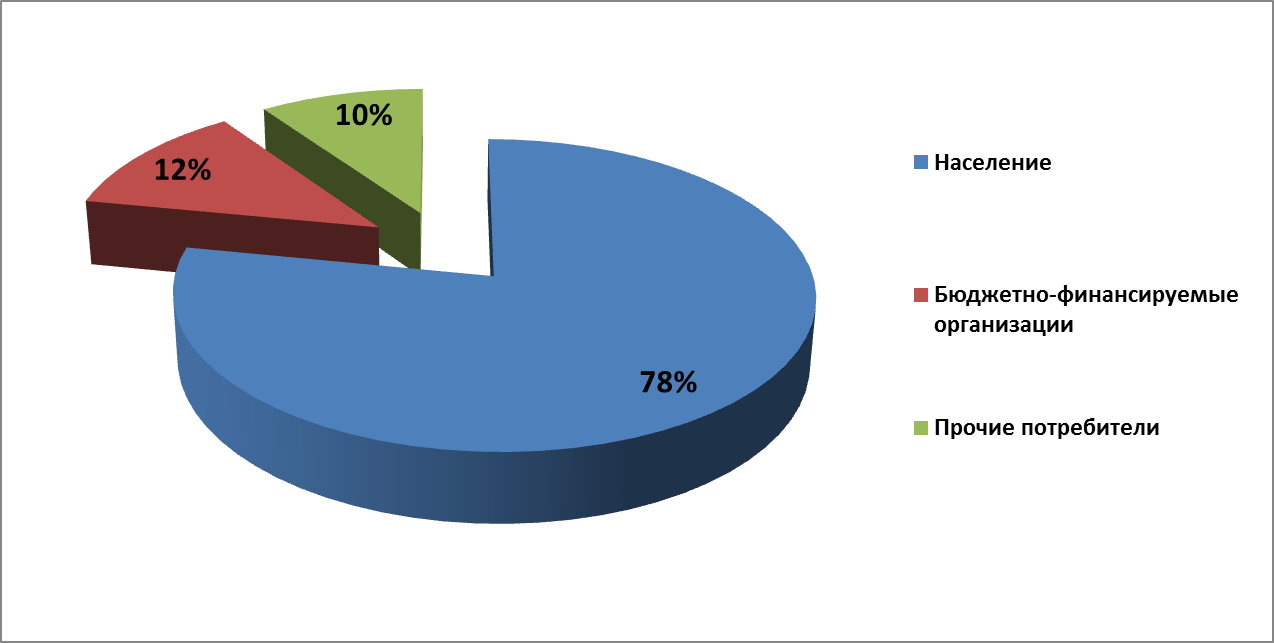 10%
12%
78%
Население
Бюджетно-финансируемые
организации
Прочие потребители